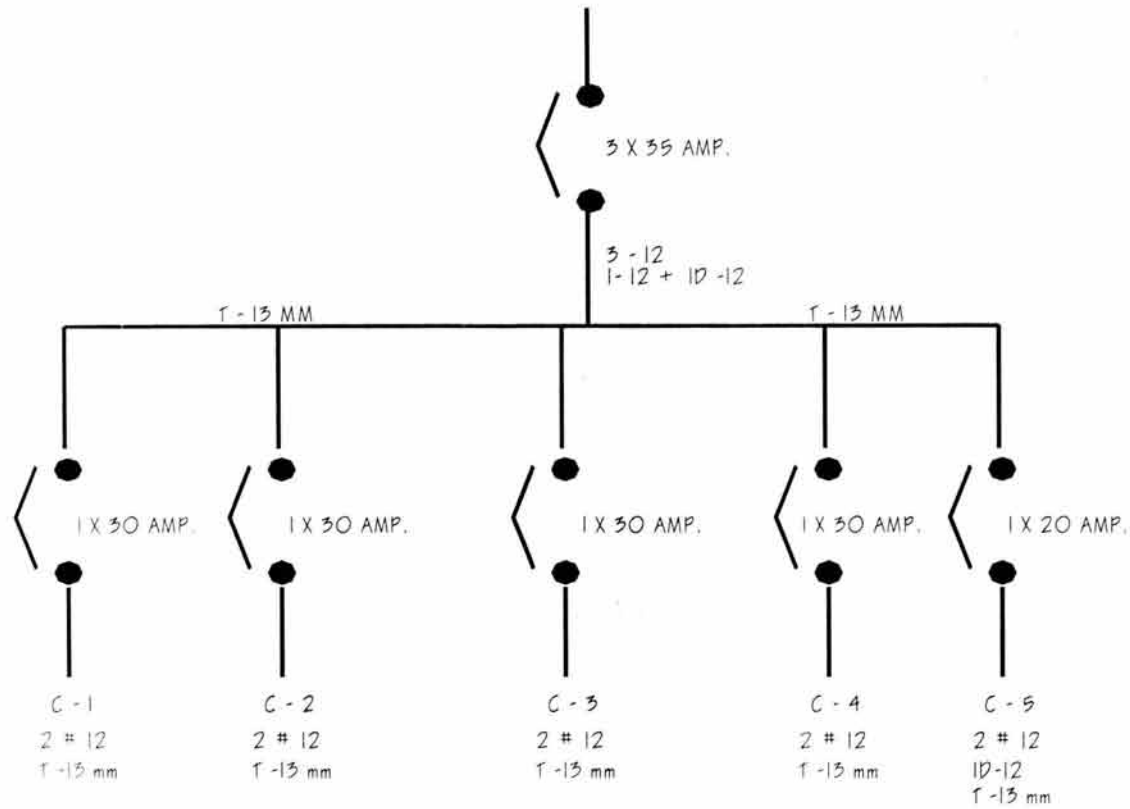 3 X 35 AMP.
3 - 12
1-12 + 1D -12
T - 13 MM
T - 13 MM
1 X 30 AMP.
1 X 30 AMP.
1 X 30 AMP.
1 X 30 AMP.
1 X 20 AMP.
C - 1
2 # 12
T -13 mm
C - 2
2 # 12
T -13 mm
C - 3
2 # 12
T -13 mm
C - 4
2 # 12
T -13 mm
C - 5
2 # 12
1D-12
T -13 mm